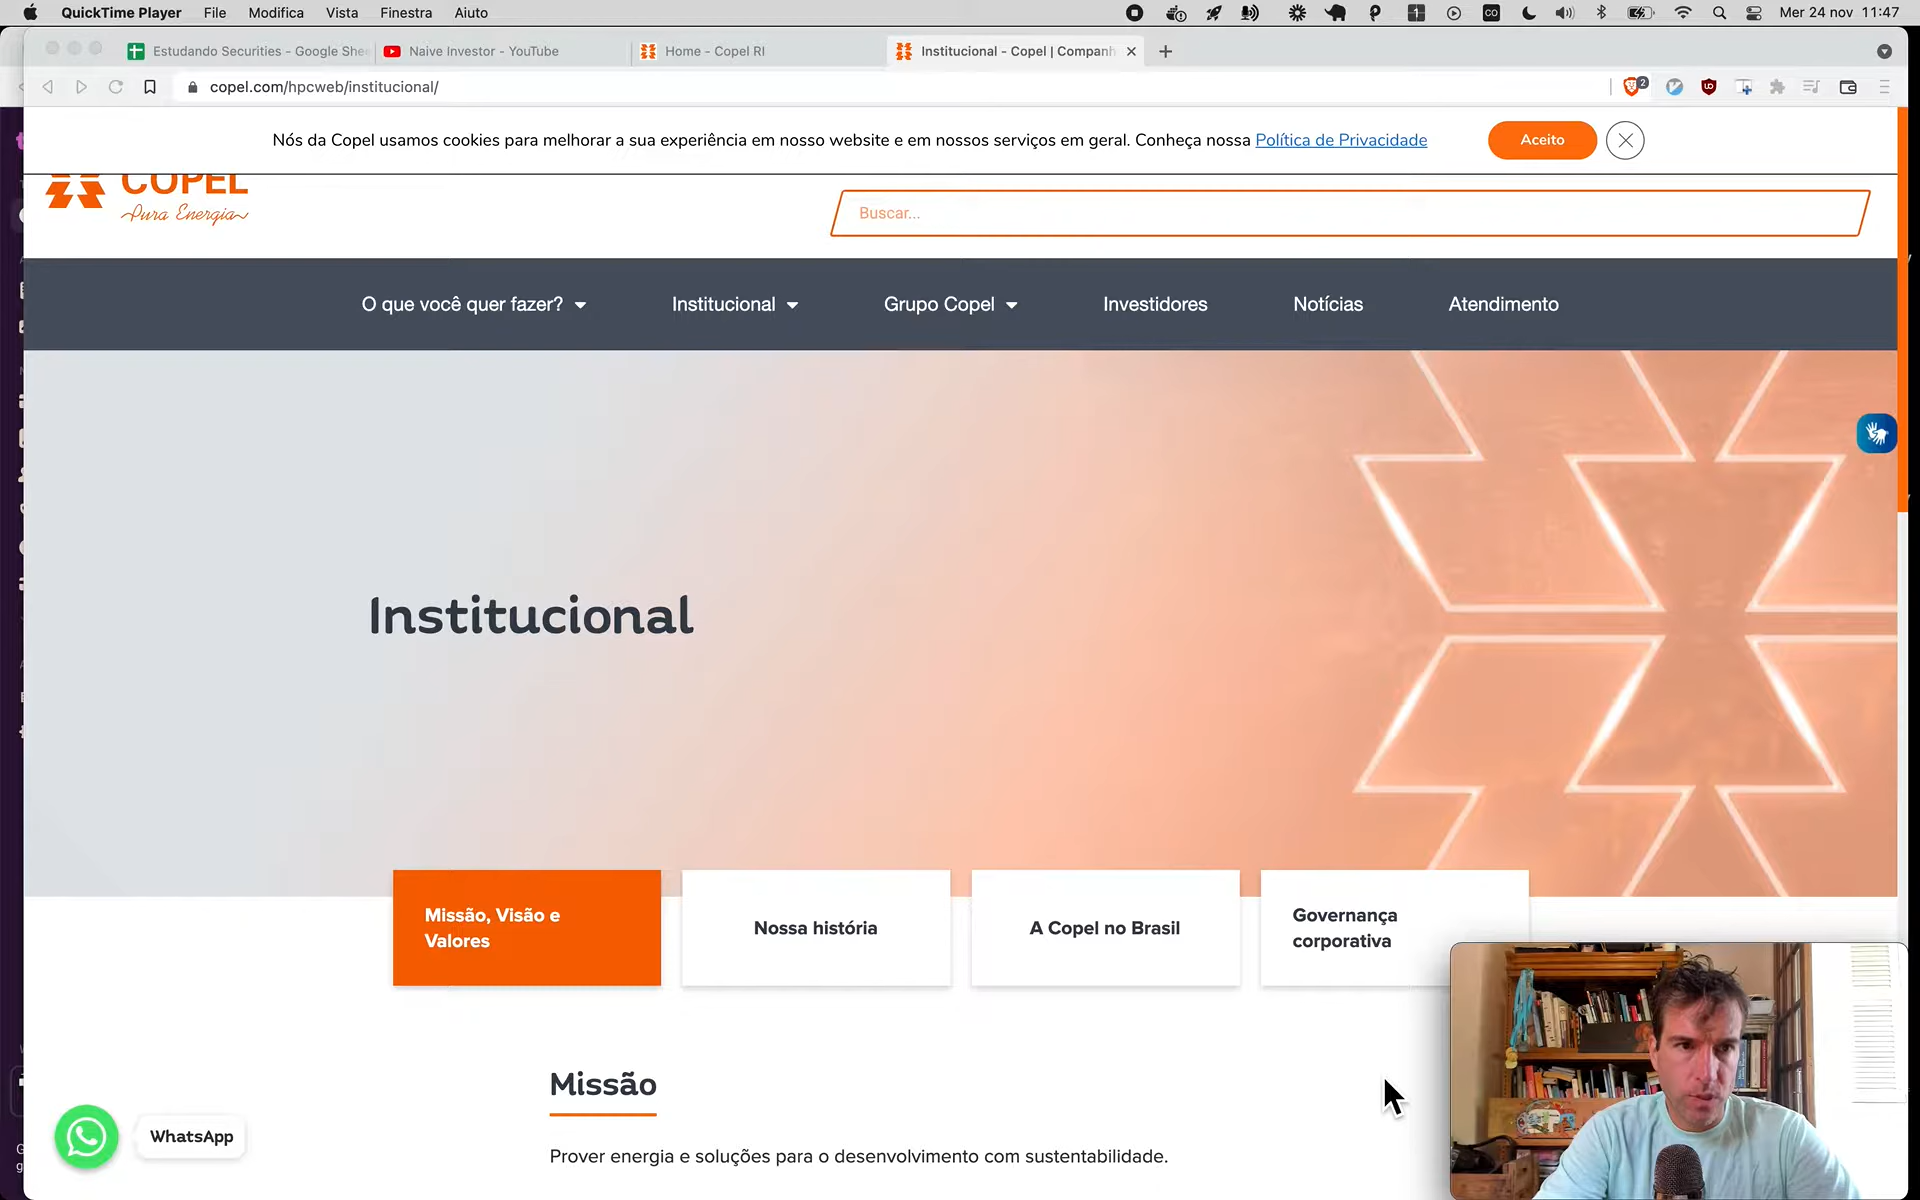 QuickTime Player File Modifica Vista Finestra Aiuto Mer 24 nov 11:47
Estudando Securities - Google Shee Naive Investor - YouTube Home - Copel RI Institucional - Copel | Companh
copel.com/hpcweb/institucional/
Nós da Copel usamos cookies para melhorar a sua experiência em nosso website e em nossos serviços em geral. Conheça nossa Política de Privacidade Aceito
COPEL
Pura Energia
Buscar...
O que você quer fazer? Institucional Grupo Copel Investidores Notícias Atendimento
Institucional
Missão, Visão e
Valores
Nossa história
A Copel no Brasil
Governança
corporativa
Missão
Prover energia e soluções para o desenvolvimento com sustentabilidade.
WhatsApp